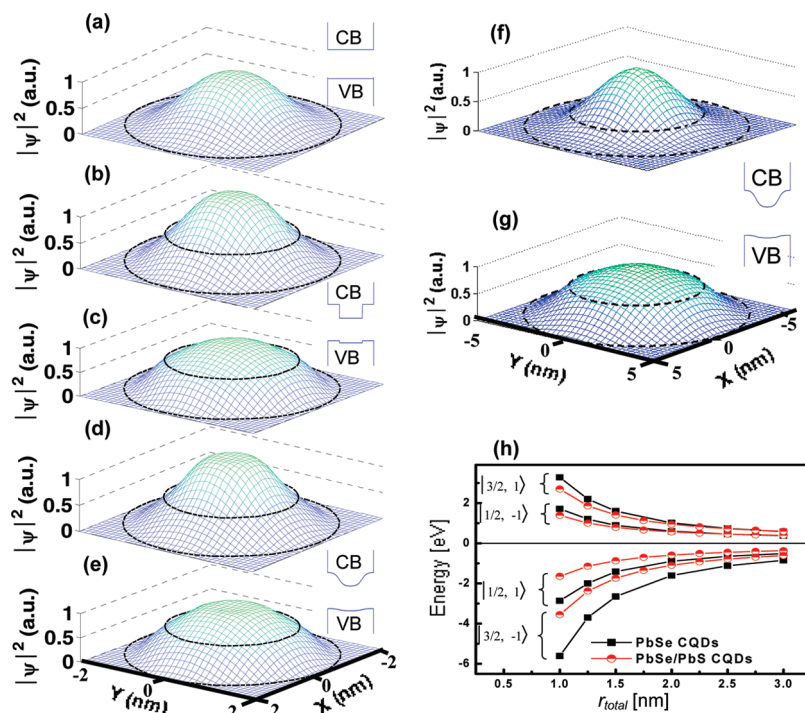 (a)
CB
VB
|ψ|² (a.u.)
1
0.5
0
(b)
|ψ|² (a.u.)
1
0.5
0
CB
VB
(c)
|ψ|² (a.u.)
1
0.5
0
(d)
|ψ|² (a.u.)
1
0.5
0
CB
VB
(e)
|ψ|² (a.u.)
1
0.5
0
-2
0
2
Y (nm)
2
0
-2
X (nm)
(f)
|ψ|² (a.u.)
1
0.5
0
CB
VB
(g)
|ψ|² (a.u.)
1
0.5
0
-5
0
5
Y (nm)
5
0
-5
X (nm)
(h)
Energy [eV]
2
0
-2
-4
-6
|3/2, 1⟩
|1/2, -1⟩
|1/2, 1⟩
|3/2, -1⟩
PbSe CQDs
PbSe/PbS CQDs
0.5 1.0 1.5 2.0 2.5 3.0
r_total [nm]